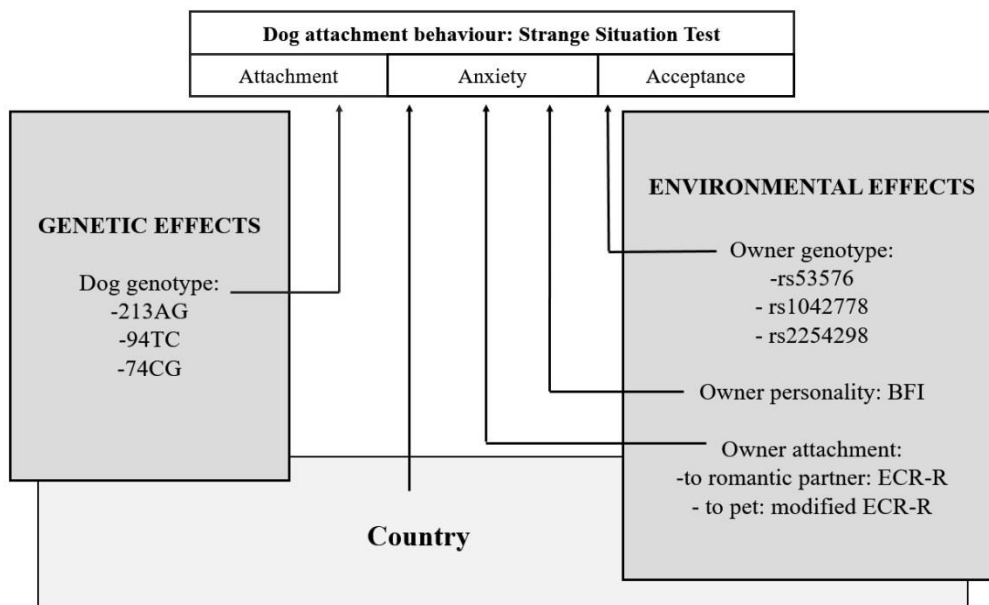 Dog attachment behaviour: Strange Situation Test
Attachment
Anxiety
Acceptance
GENETIC EFFECTS
Dog genotype:
-213AG
-94TC
-74CG
ENVIRONMENTAL EFFECTS
Owner genotype:
-rs53576
- rs1042778
- rs2254298
Owner personality: BFI
Owner attachment:
-to romantic partner: ECR-R
- to pet: modified ECR-R
Country